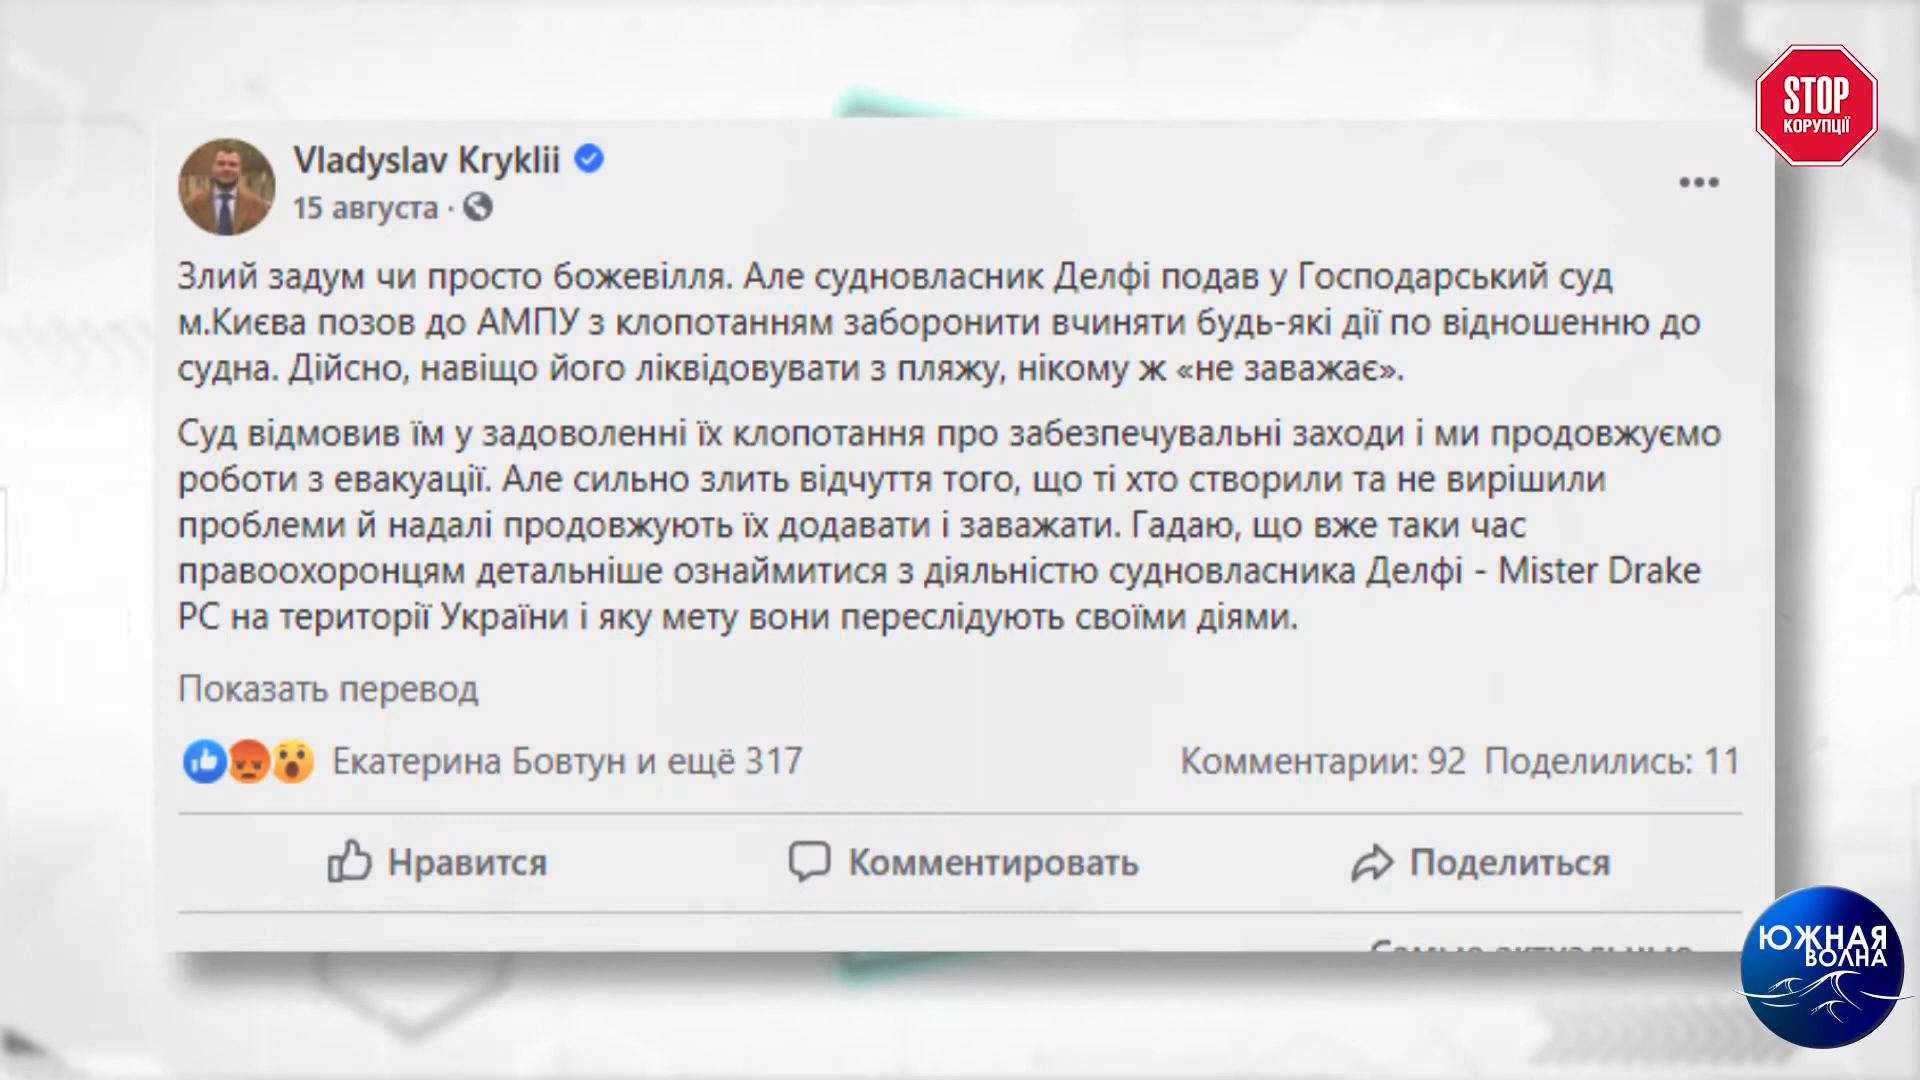 STOP
КОРУПЦІЇ
Vladyslav Kryklii
15 августа ·
Злий задум чи просто божевілля. Але судновласник Делфі подав у Господарський суд
м.Києва позов до АМПУ з клопотанням заборонити вчиняти будь-які дії по відношенню до
судна. Дійсно, навіщо його ліквідовувати з пляжу, нікому ж «не заважає».
Суд відмовив їм у задоволенні їх клопотання про забезпечувальні заходи і ми продовжуємо
роботи з евакуації. Але сильно злить відчуття того, що ті хто створили та не вирішили
проблеми й надалі продовжують їх додавати і заважати. Гадаю, що вже таки час
правоохоронцям детальніше ознаймитися з діяльністю судновласника Делфі - Mister Drake
PC на території України і яку мету вони переслідують своїми діями.
Показать перевод
Екатерина Бовтун и ещё 317
Комментарии: 92 Поделились: 11
Нравится
Комментировать
Поделиться
Самые актуальные
ЮЖНАЯ
ВОЛНА